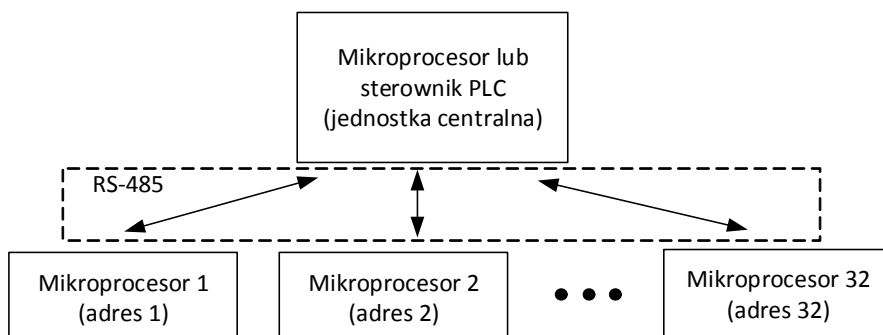 Mikroprocesor lub
sterownik PLC
(jednostka centralna)
RS-485
Mikroprocesor 1
(adres 1)
Mikroprocesor 2
(adres 2)
Mikroprocesor 32
(adres 32)